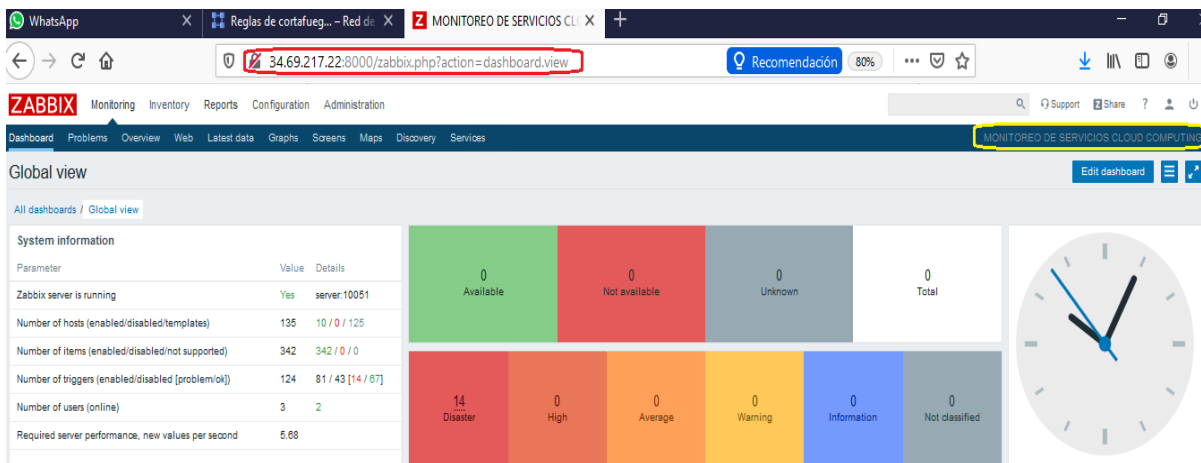 WhatsApp
Reglas de cortafueg... – Red de
Z MONITOREO DE SERVICIOS CL
34.69.217.22:8000/zabbix.php?action=dashboard.view
Recomendación
80%
ZABBIX Monitoring Inventory Reports Configuration Administration
Support Z Share ?
Dashboard Problems Overview Web Latest data Graphs Screens Maps Discovery Services
MONITOREO DE SERVICIOS CLOUD COMPUTING
Global view
Edit dashboard
All dashboards / Global view
System information
Parameter Value Details
Zabbix server is running Yes server:10051
Number of hosts (enabled/disabled/templates) 135 10 / 0 / 125
Number of items (enabled/disabled/not supported) 342 342 / 0 / 0
Number of triggers (enabled/disabled [problem/ok]) 124 81 / 43 [14 / 67]
Number of users (online) 3 2
Required server performance, new values per second 5.68
0 0 0 0
Available Not available Unknown Total
14 0 0 0 0 0
Disaster High Average Warning Information Not classified